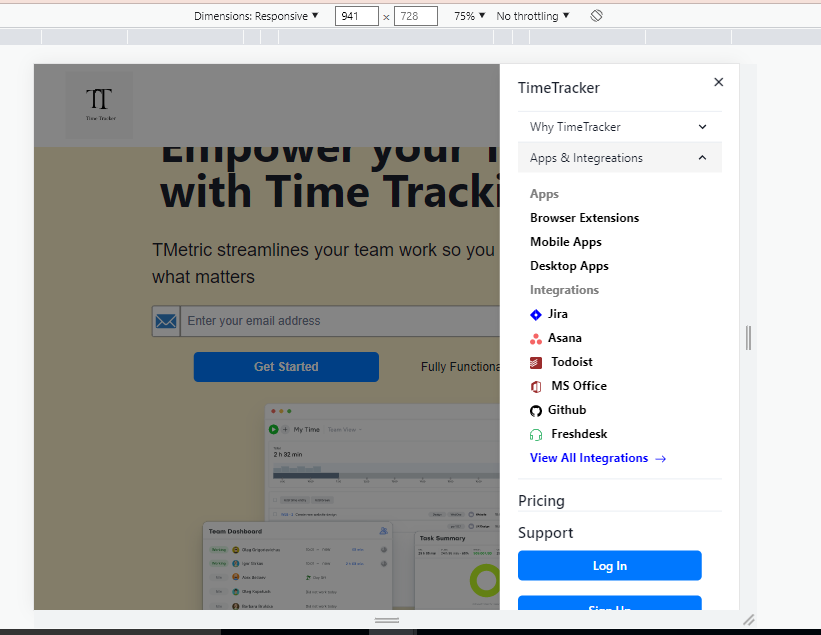 Dimensions: Responsive ▼ 941 × 728 75% ▼ No throttling ▼
TT
Time Tracker
Empower your T
with Time Tracki
TMetric streamlines your team work so you
what matters
Enter your email address
Get Started
Fully Functiona
My Time Team View
2 h 32 min
Team Dashboard
Task Summary
TimeTracker
Why TimeTracker
Apps & Integreations
Apps
Browser Extensions
Mobile Apps
Desktop Apps
Integrations
Jira
Asana
Todoist
MS Office
Github
Freshdesk
View All Integrations →
Pricing
Support
Log In
Sign Up